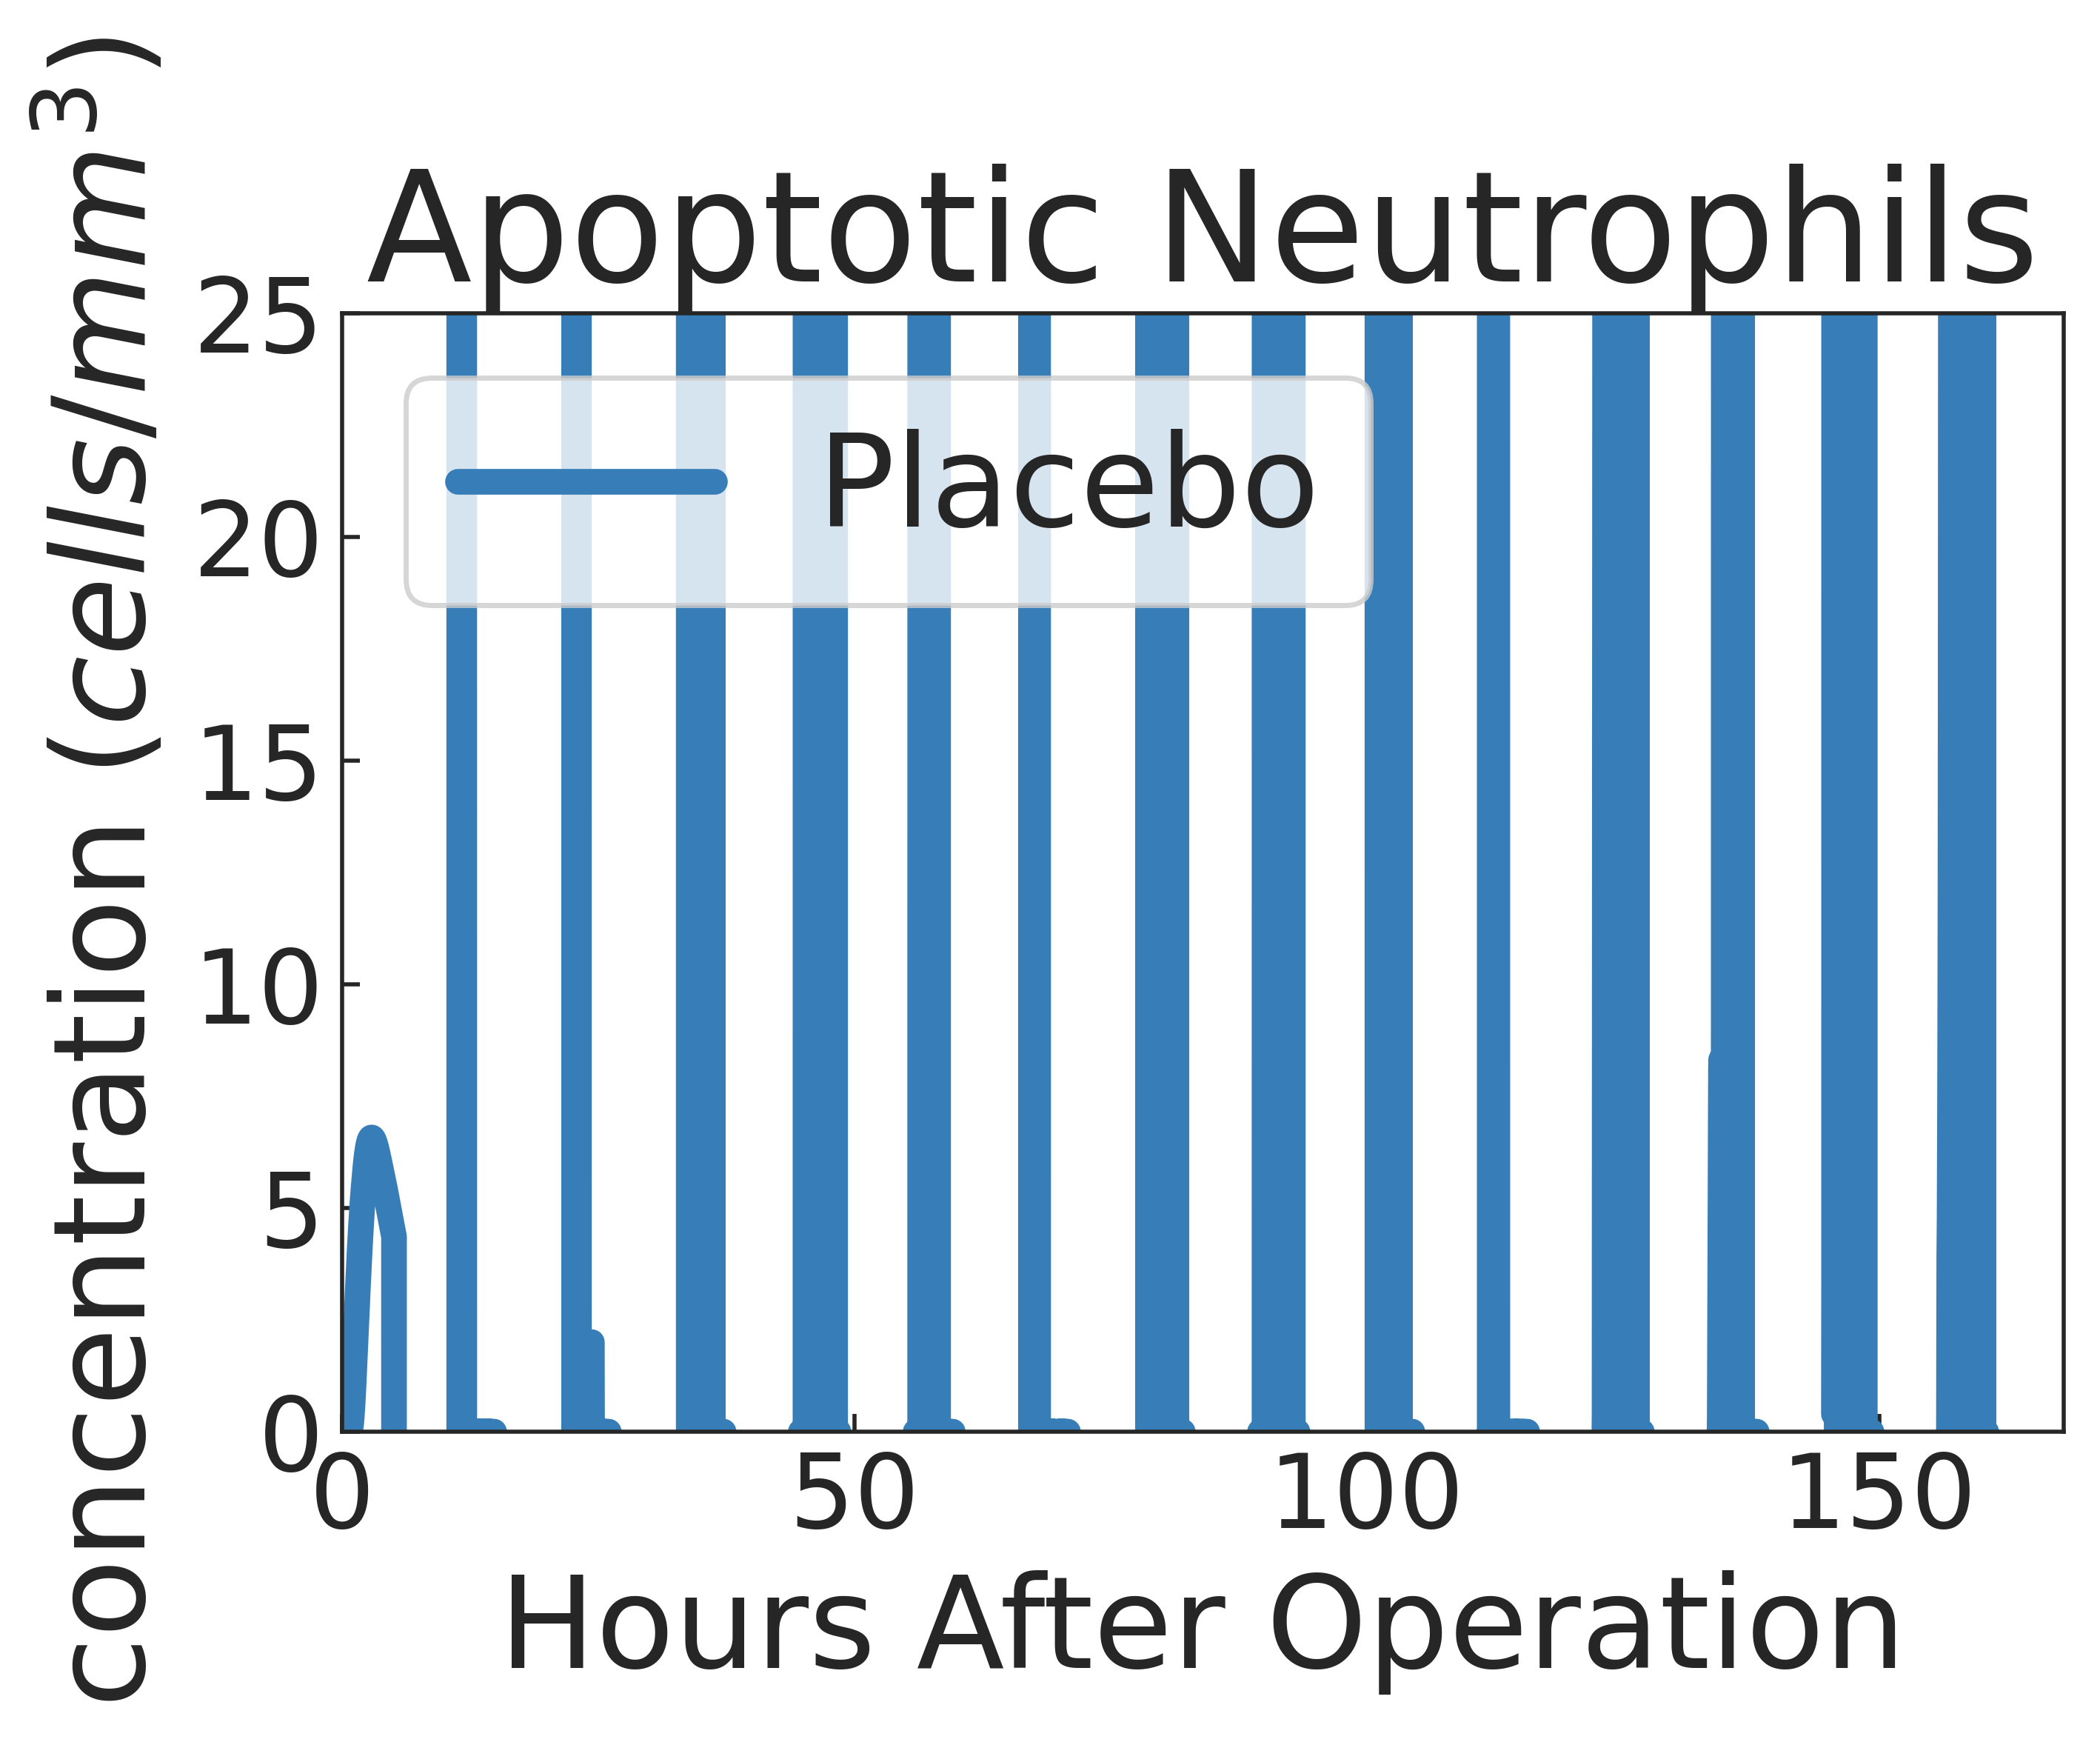 Apoptotic Neutrophils
concentration (cells/mm³)
25
20
15
10
5
0
Placebo
0 50 100 150
Hours After Operation